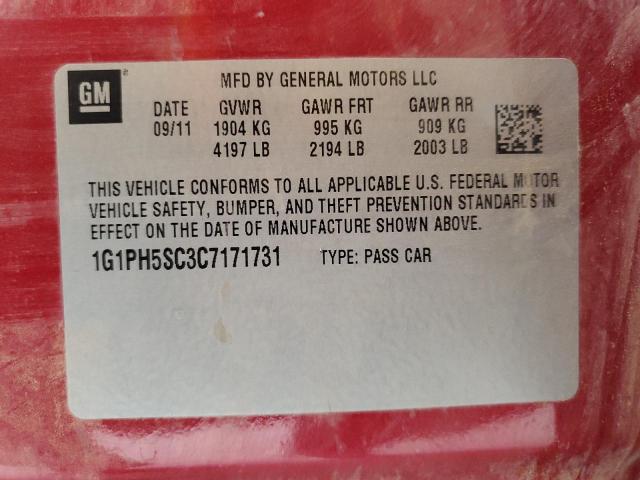 GM
MFD BY GENERAL MOTORS LLC
DATE GVWR GAWR FRT GAWR RR
09/11 1904 KG 995 KG 909 KG
4197 LB 2194 LB 2003 LB
THIS VEHICLE CONFORMS TO ALL APPLICABLE U.S. FEDERAL MOTOR
VEHICLE SAFETY, BUMPER, AND THEFT PREVENTION STANDARDS IN
EFFECT ON THE DATE OF MANUFACTURE SHOWN ABOVE.
1G1PH5SC3C7171731 TYPE: PASS CAR